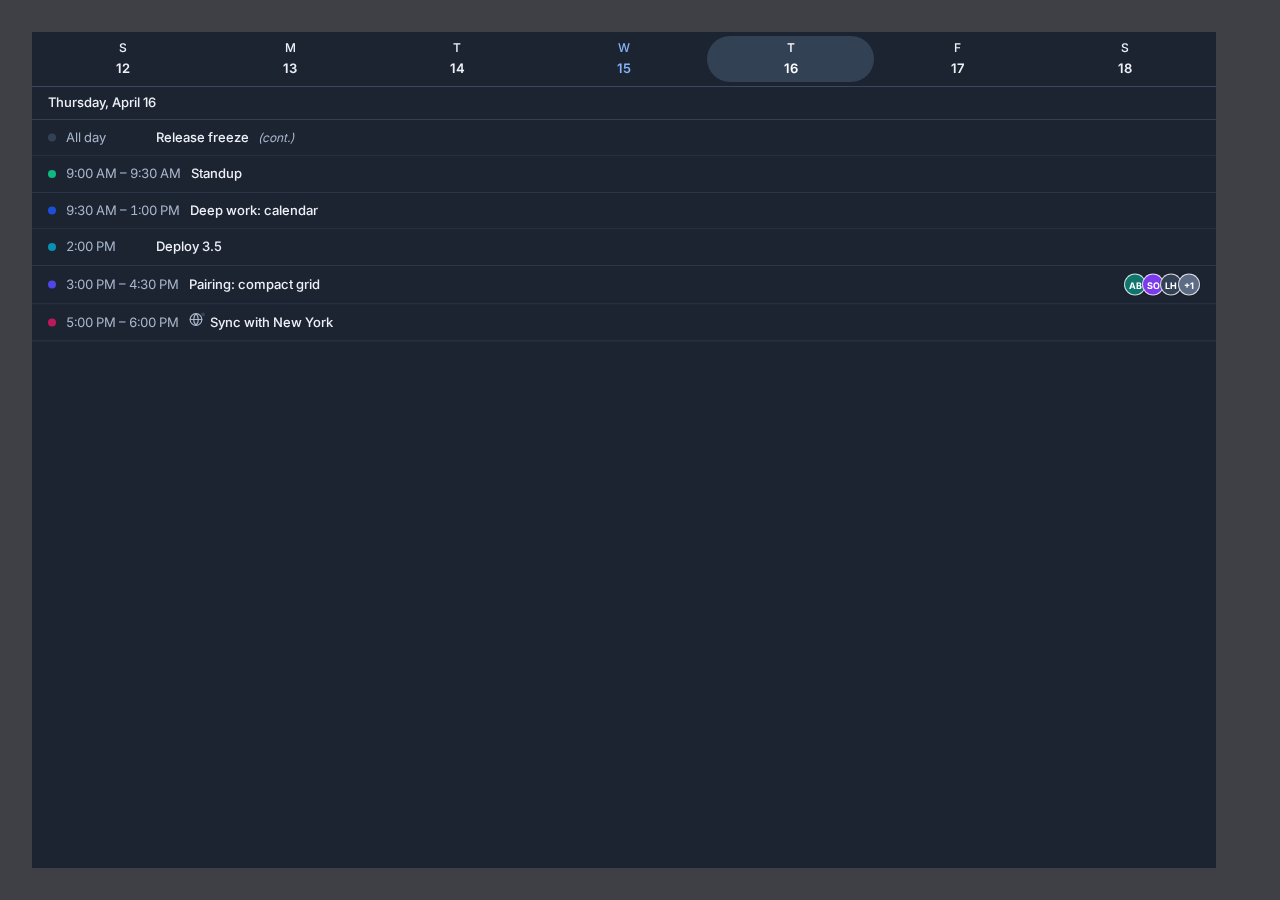 S M T W T F S
12 13 14 15 16 17 18
Thursday, April 16
All day Release freeze (cont.)
9:00 AM – 9:30 AM Standup
9:30 AM – 1:00 PM Deep work: calendar
2:00 PM Deploy 3.5
3:00 PM – 4:30 PM Pairing: compact grid AB SO LH +1
5:00 PM – 6:00 PM Sync with New York